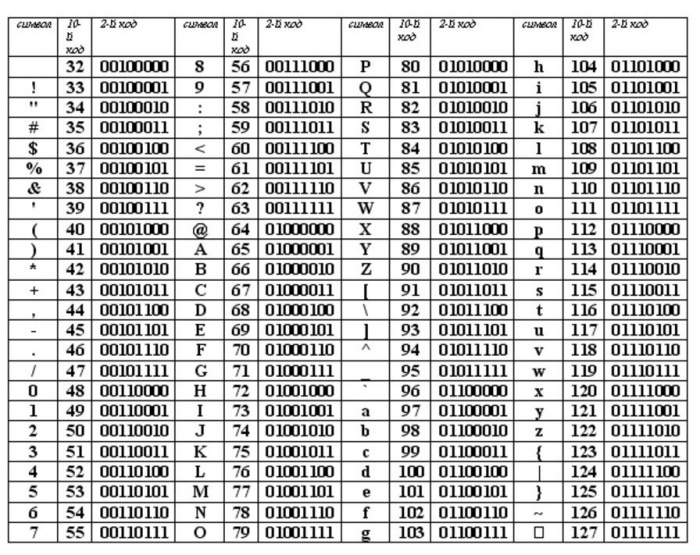 символ 10-й код 2-й код символ 10-й код 2-й код символ 10-й код 2-й код символ 10-й код 2-й код
32 00100000 8 56 00111000 P 80 01010000 h 104 01101000
! 33 00100001 9 57 00111001 Q 81 01010001 i 105 01101001
" 34 00100010 : 58 00111010 R 82 01010010 j 106 01101010
# 35 00100011 ; 59 00111011 S 83 01010011 k 107 01101011
$ 36 00100100 < 60 00111100 T 84 01010100 l 108 01101100
% 37 00100101 = 61 00111101 U 85 01010101 m 109 01101101
& 38 00100110 > 62 00111110 V 86 01010110 n 110 01101110
' 39 00100111 ? 63 00111111 W 87 01010111 o 111 01101111
( 40 00101000 @ 64 01000000 X 88 01011000 p 112 01110000
) 41 00101001 A 65 01000001 Y 89 01011001 q 113 01110001
* 42 00101010 B 66 01000010 Z 90 01011010 r 114 01110010
+ 43 00101011 C 67 01000011 [ 91 01011011 s 115 01110011
, 44 00101100 D 68 01000100 \ 92 01011100 t 116 01110100
- 45 00101101 E 69 01000101 ] 93 01011101 u 117 01110101
. 46 00101110 F 70 01000110 ^ 94 01011110 v 118 01110110
/ 47 00101111 G 71 01000111 _ 95 01011111 w 119 01110111
0 48 00110000 H 72 01001000 ` 96 01100000 x 120 01111000
1 49 00110001 I 73 01001001 a 97 01100001 y 121 01111001
2 50 00110010 J 74 01001010 b 98 01100010 z 122 01111010
3 51 00110011 K 75 01001011 c 99 01100011 { 123 01111011
4 52 00110100 L 76 01001100 d 100 01100100 | 124 01111100
5 53 00110101 M 77 01001101 e 101 01100101 } 125 01111101
6 54 00110110 N 78 01001110 f 102 01100110 ~ 126 01111110
7 55 00110111 O 79 01001111 g 103 01100111 □ 127 01111111